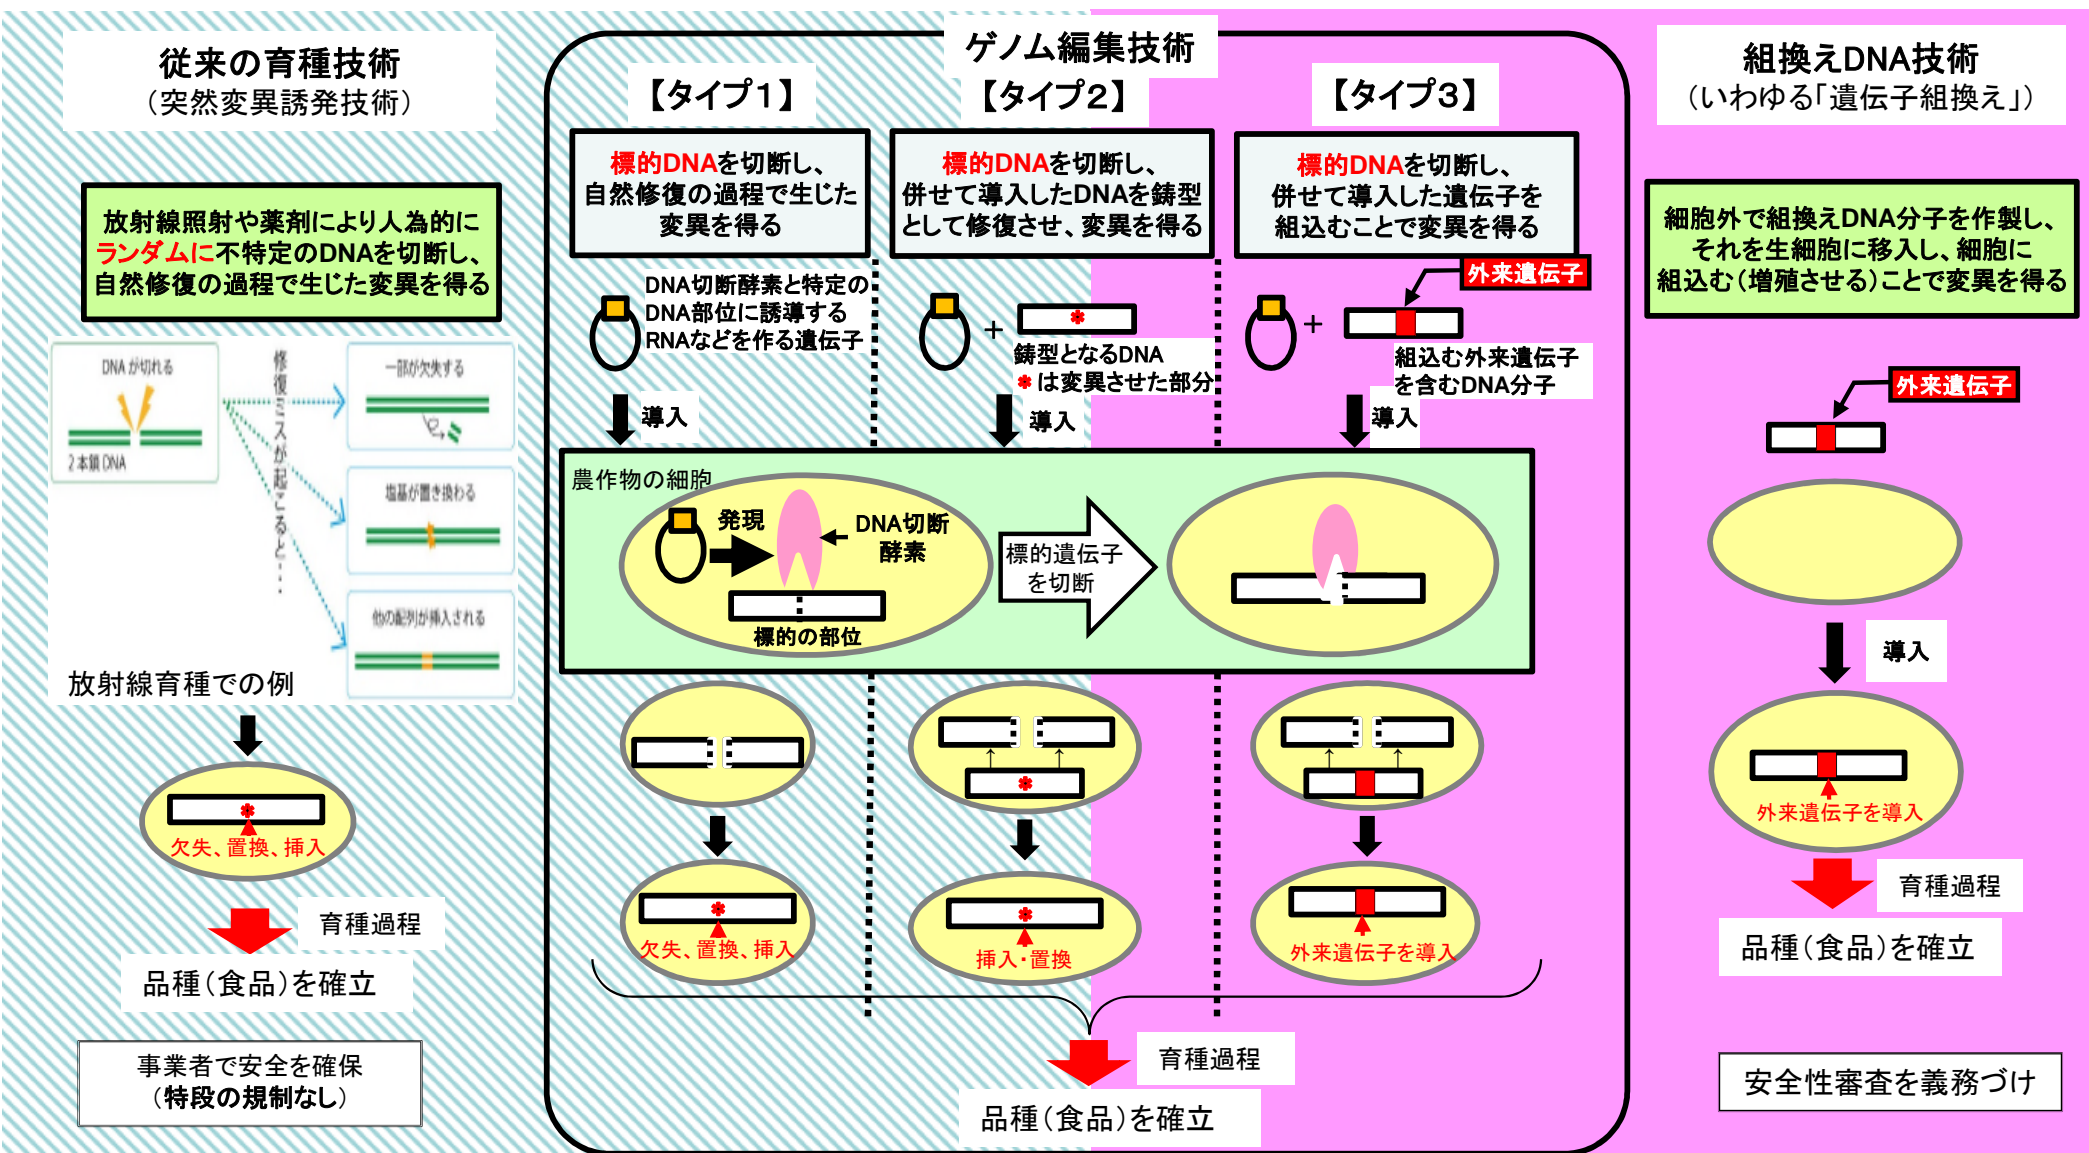 従来の育種技術
（突然変異誘発技術）
放射線照射や薬剤により人為的に
ランダムに不特定のDNAを切断し、
自然修復の過程で生じた変異を得る
DNAが切れる
2本鎖DNA
修復ミスが起こると・・・
一部が欠失する
塩基が置き換わる
他の配列が挿入される
放射線育種での例
欠失、置換、挿入
育種過程
品種（食品）を確立
事業者で安全を確保
（特段の規制なし）
ゲノム編集技術
【タイプ１】
標的DNAを切断し、
自然修復の過程で生じた
変異を得る
DNA切断酵素と特定の
DNA部位に誘導する
RNAなどを作る遺伝子
導入
【タイプ２】
標的DNAを切断し、
併せて導入したDNAを鋳型
として修復させ、変異を得る
＋
鋳型となるDNA
＊は変異させた部分
導入
【タイプ３】
標的DNAを切断し、
併せて導入した遺伝子を
組込むことで変異を得る
外来遺伝子
＋
組込む外来遺伝子
を含むDNA分子
導入
農作物の細胞
発現
DNA切断
酵素
標的の部位
標的遺伝子
を切断
欠失、置換、挿入
挿入・置換
外来遺伝子を導入
育種過程
品種（食品）を確立
組換えDNA技術
（いわゆる「遺伝子組換え」）
細胞外で組換えDNA分子を作製し、
それを生細胞に移入し、細胞に
組込む（増殖させる）ことで変異を得る
外来遺伝子
導入
外来遺伝子を導入
育種過程
品種（食品）を確立
安全性審査を義務づけ